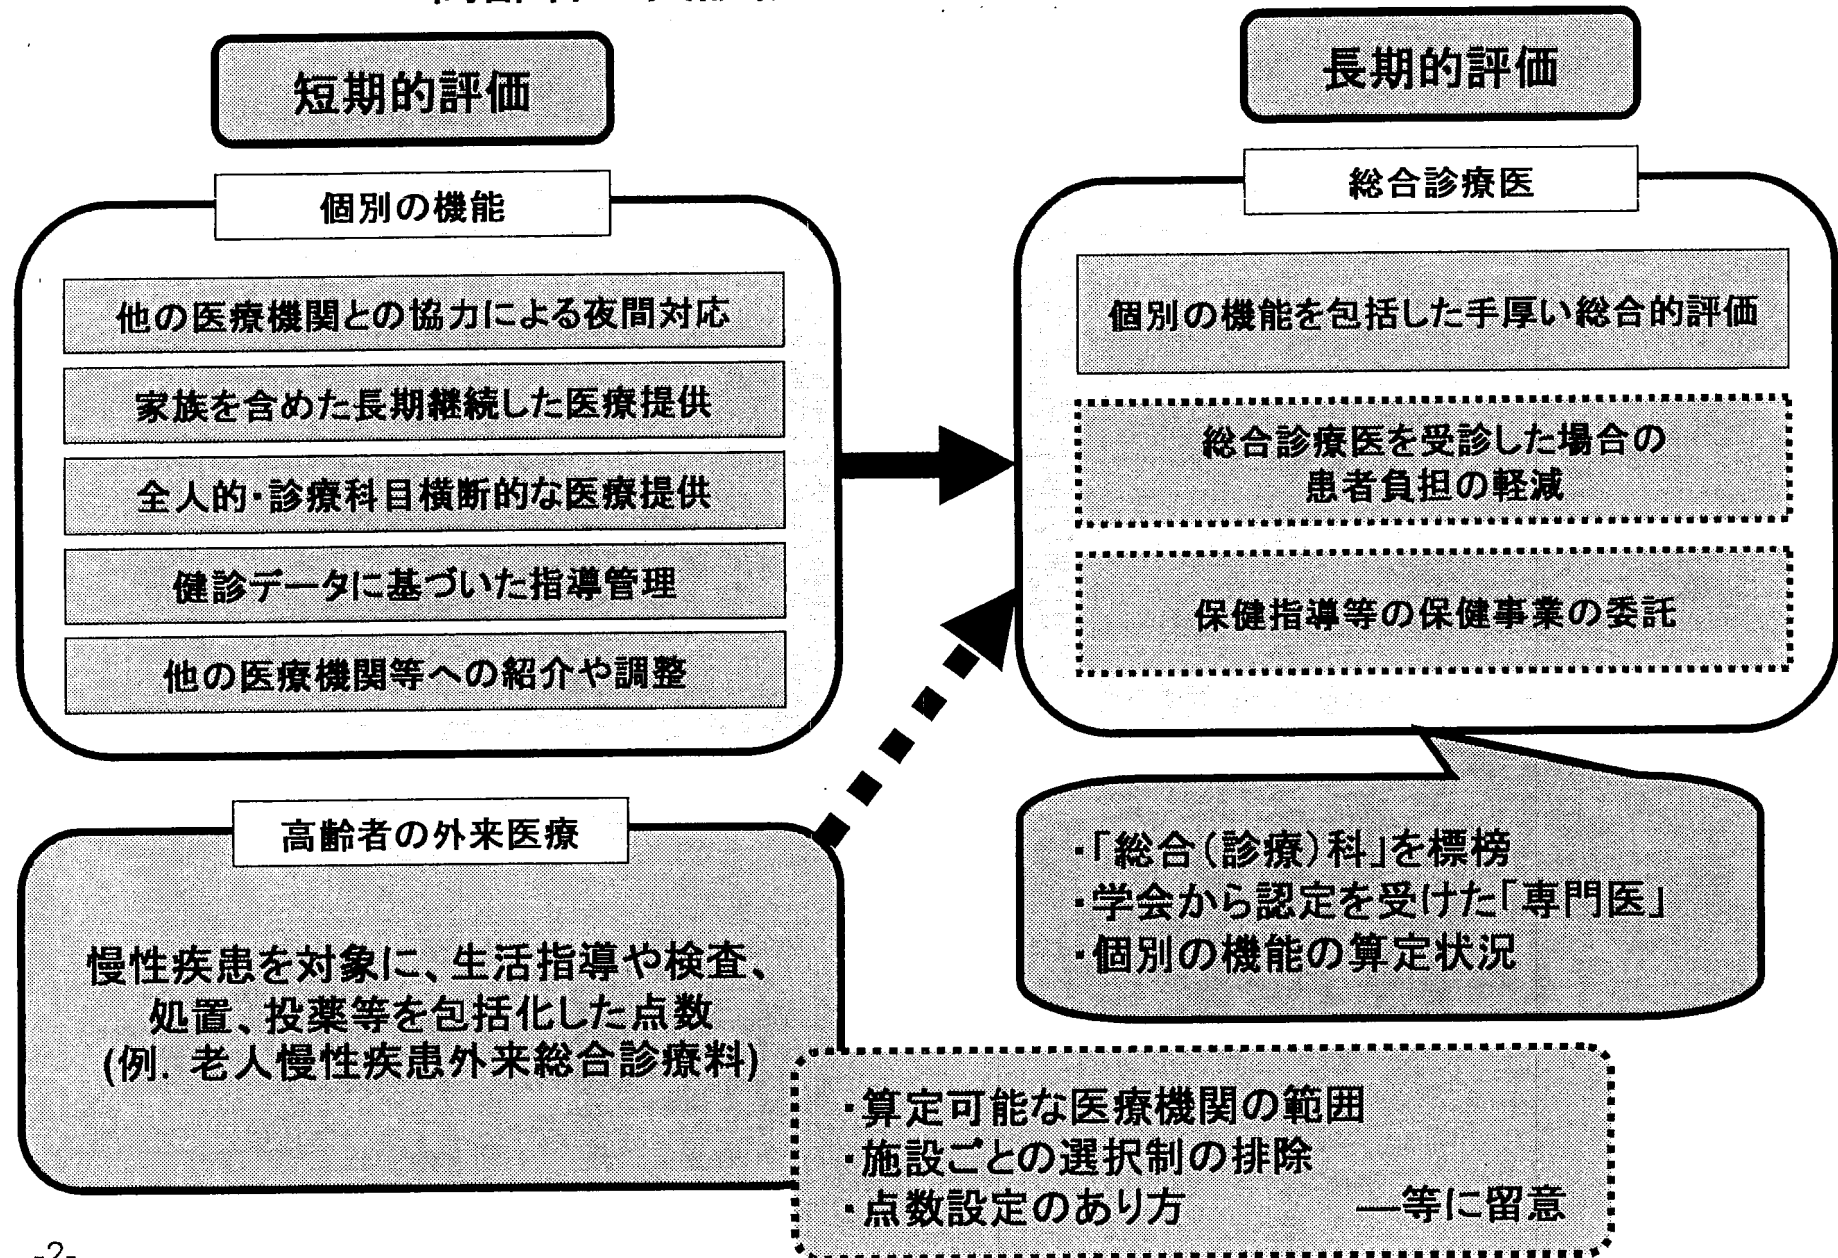 短期的評価
個別の機能
他の医療機関との協力による夜間対応
家族を含めた長期継続した医療提供
全人的・診療科目横断的な医療提供
健診データに基づいた指導管理
他の医療機関等への紹介や調整
高齢者の外来医療
慢性疾患を対象に、生活指導や検査、
処置、投薬等を包括化した点数
(例．老人慢性疾患外来総合診療料)
長期的評価
総合診療医
個別の機能を包括した手厚い総合的評価
総合診療医を受診した場合の
患者負担の軽減
保健指導等の保健事業の委託
・「総合(診療)科」を標榜
・学会から認定を受けた「専門医」
・個別の機能の算定状況
・算定可能な医療機関の範囲
・施設ごとの選択制の排除
・点数設定のあり方 ―等に留意
-2-